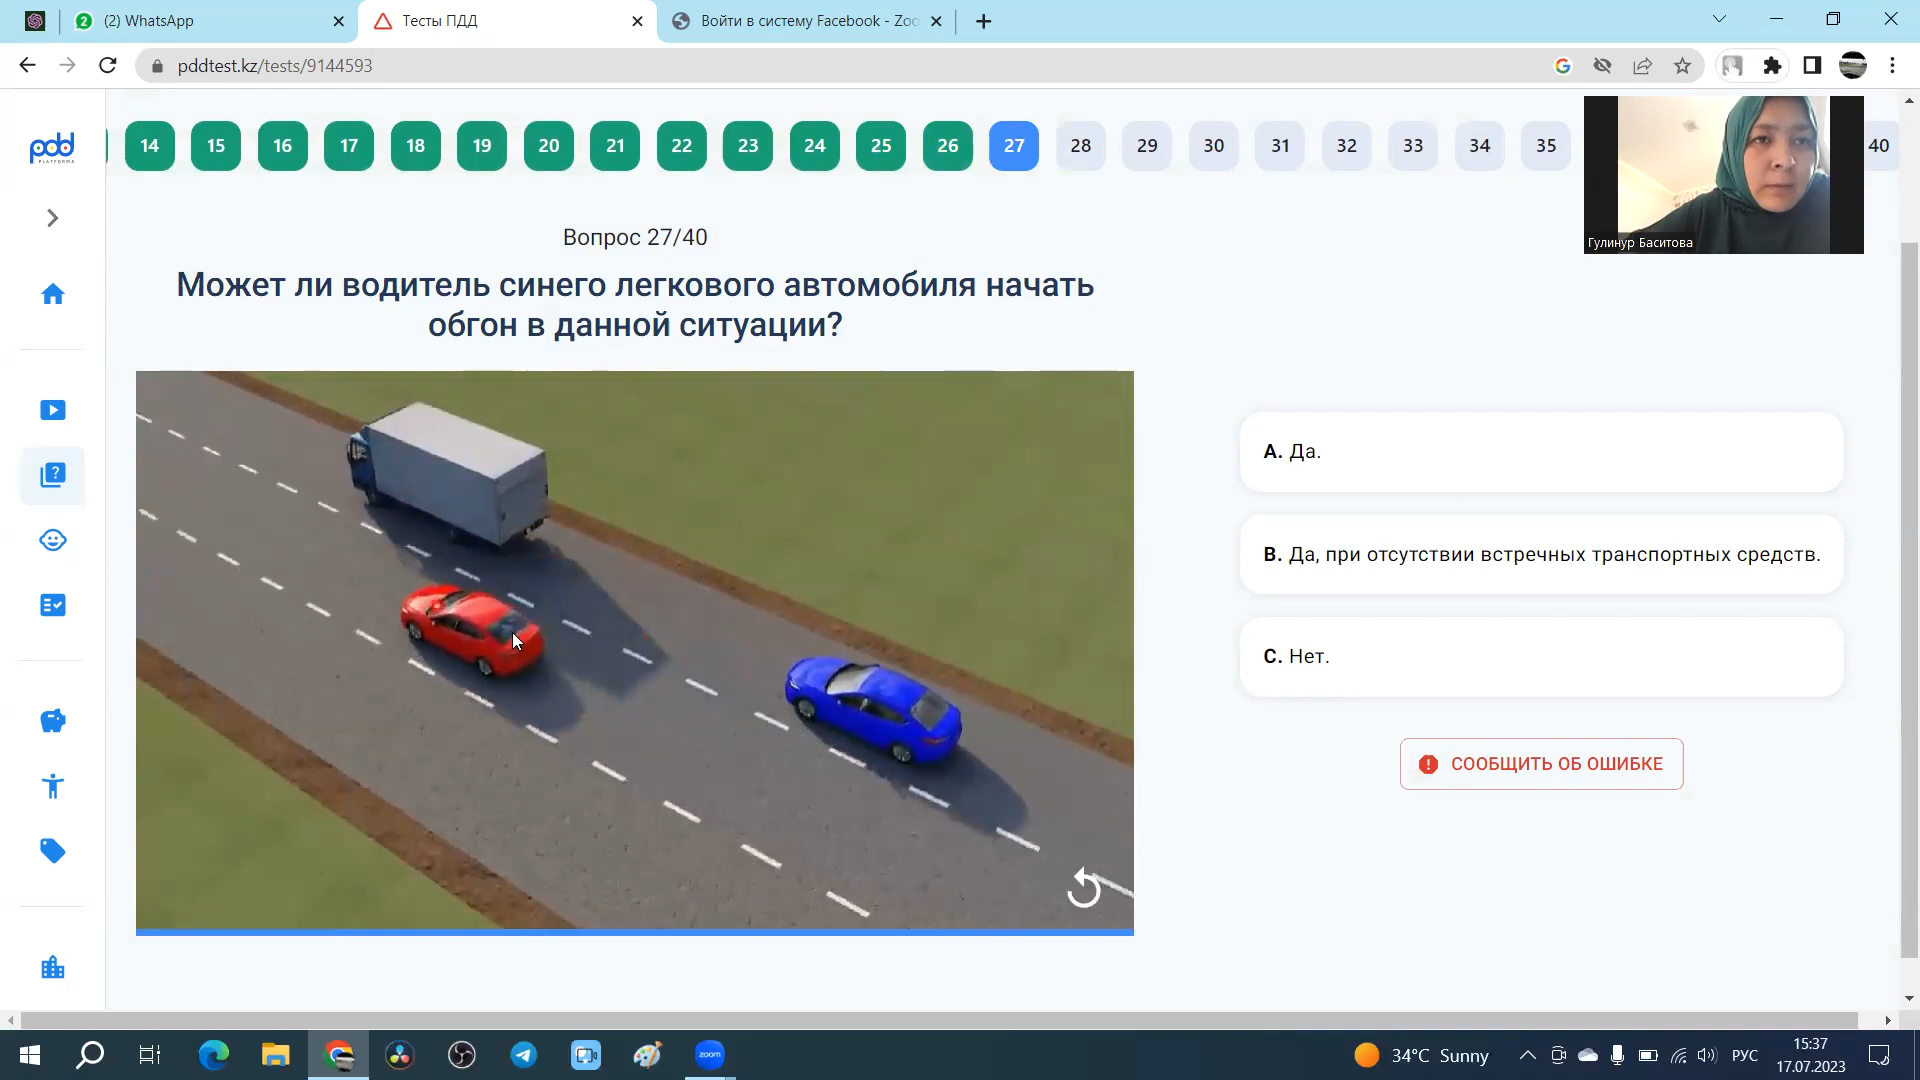 (2) WhatsApp
Тесты ПДД
Войти в систему Facebook - Zoo
pddtest.kz/tests/9144593
pdd
PLATFORMA
14 15 16 17 18 19 20 21 22 23 24 25 26 27 28 29 30 31 32 33 34 35 40
Гулинур Баситова
Вопрос 27/40
Может ли водитель синего легкового автомобиля начать
обгон в данной ситуации?
A. Да.
B. Да, при отсутствии встречных транспортных средств.
C. Нет.
СООБЩИТЬ ОБ ОШИБКЕ
zoom
34°C Sunny
РУС
15:37
17.07.2023